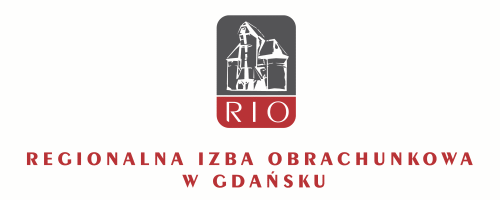 RIO
REGIONALNA IZBA OBRACHUNKOWA
W GDAŃSKU